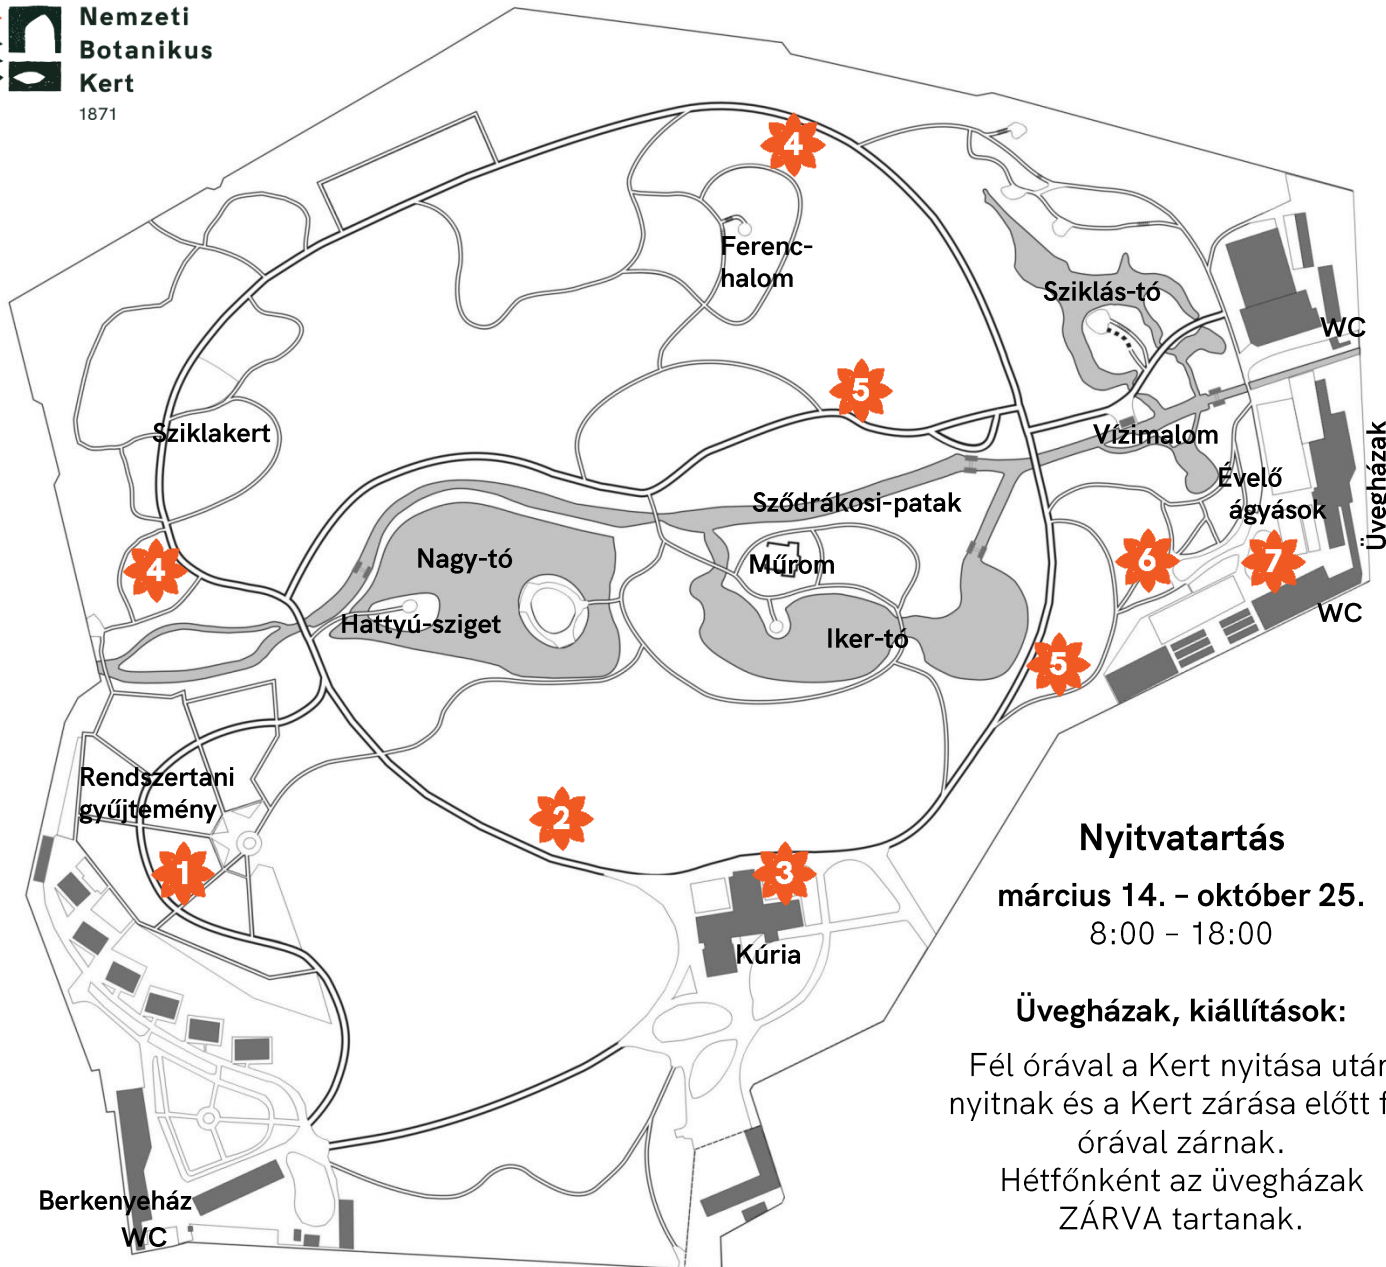 Nemzeti
Botanikus
Kert
1871
4
Ferenc-
halom
Sziklás-tó
WC
5
Sziklakert
Vízimalom
Üvegházak
Évelő
ágyások
Sződrákosi-patak
Nagy-tó
Műrom
4
6
7
Hattyú-sziget
Iker-tó
WC
5
Rendszertani
gyűjtemény
2
1
3
Kúria
Nyitvatartás
március 14. – október 25.
8:00 – 18:00
Üvegházak, kiállítások:
Fél órával a Kert nyitása után
nyitnak és a Kert zárása előtt f
órával zárnak.
Hétfőnként az üvegházak
ZÁRVA tartanak.
Berkenyeház
WC